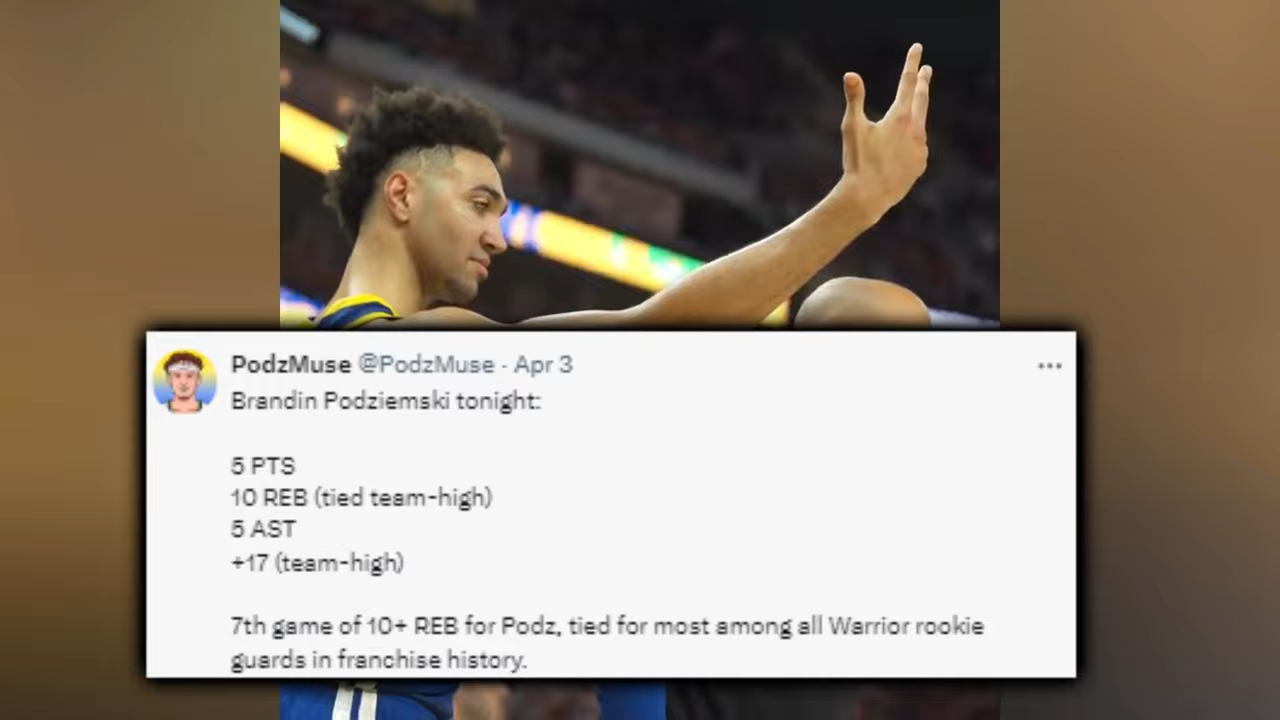 PodzMuse @PodzMuse · Apr 3
Brandin Podziemski tonight:
5 PTS
10 REB (tied team-high)
5 AST
+17 (team-high)
7th game of 10+ REB for Podz, tied for most among all Warrior rookie
guards in franchise history.